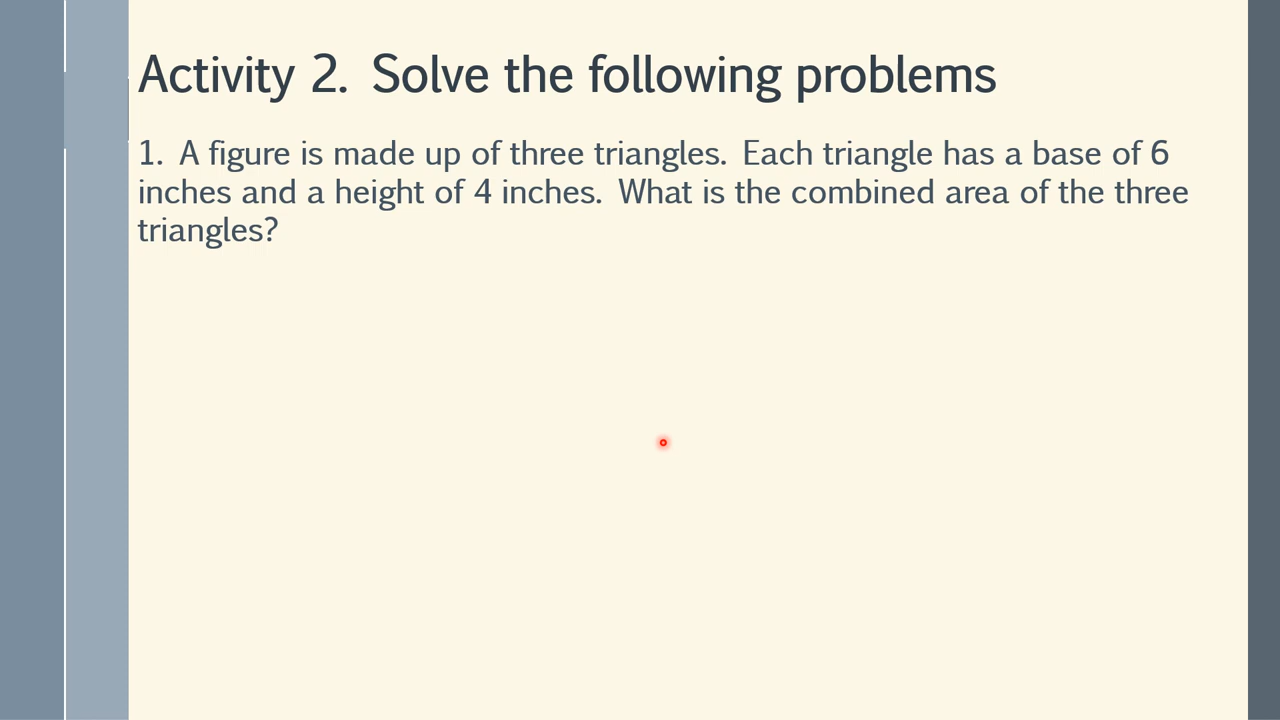 Activity 2. Solve the following problems
1. A figure is made up of three triangles. Each triangle has a base of 6
inches and a height of 4 inches. What is the combined area of the three
triangles?